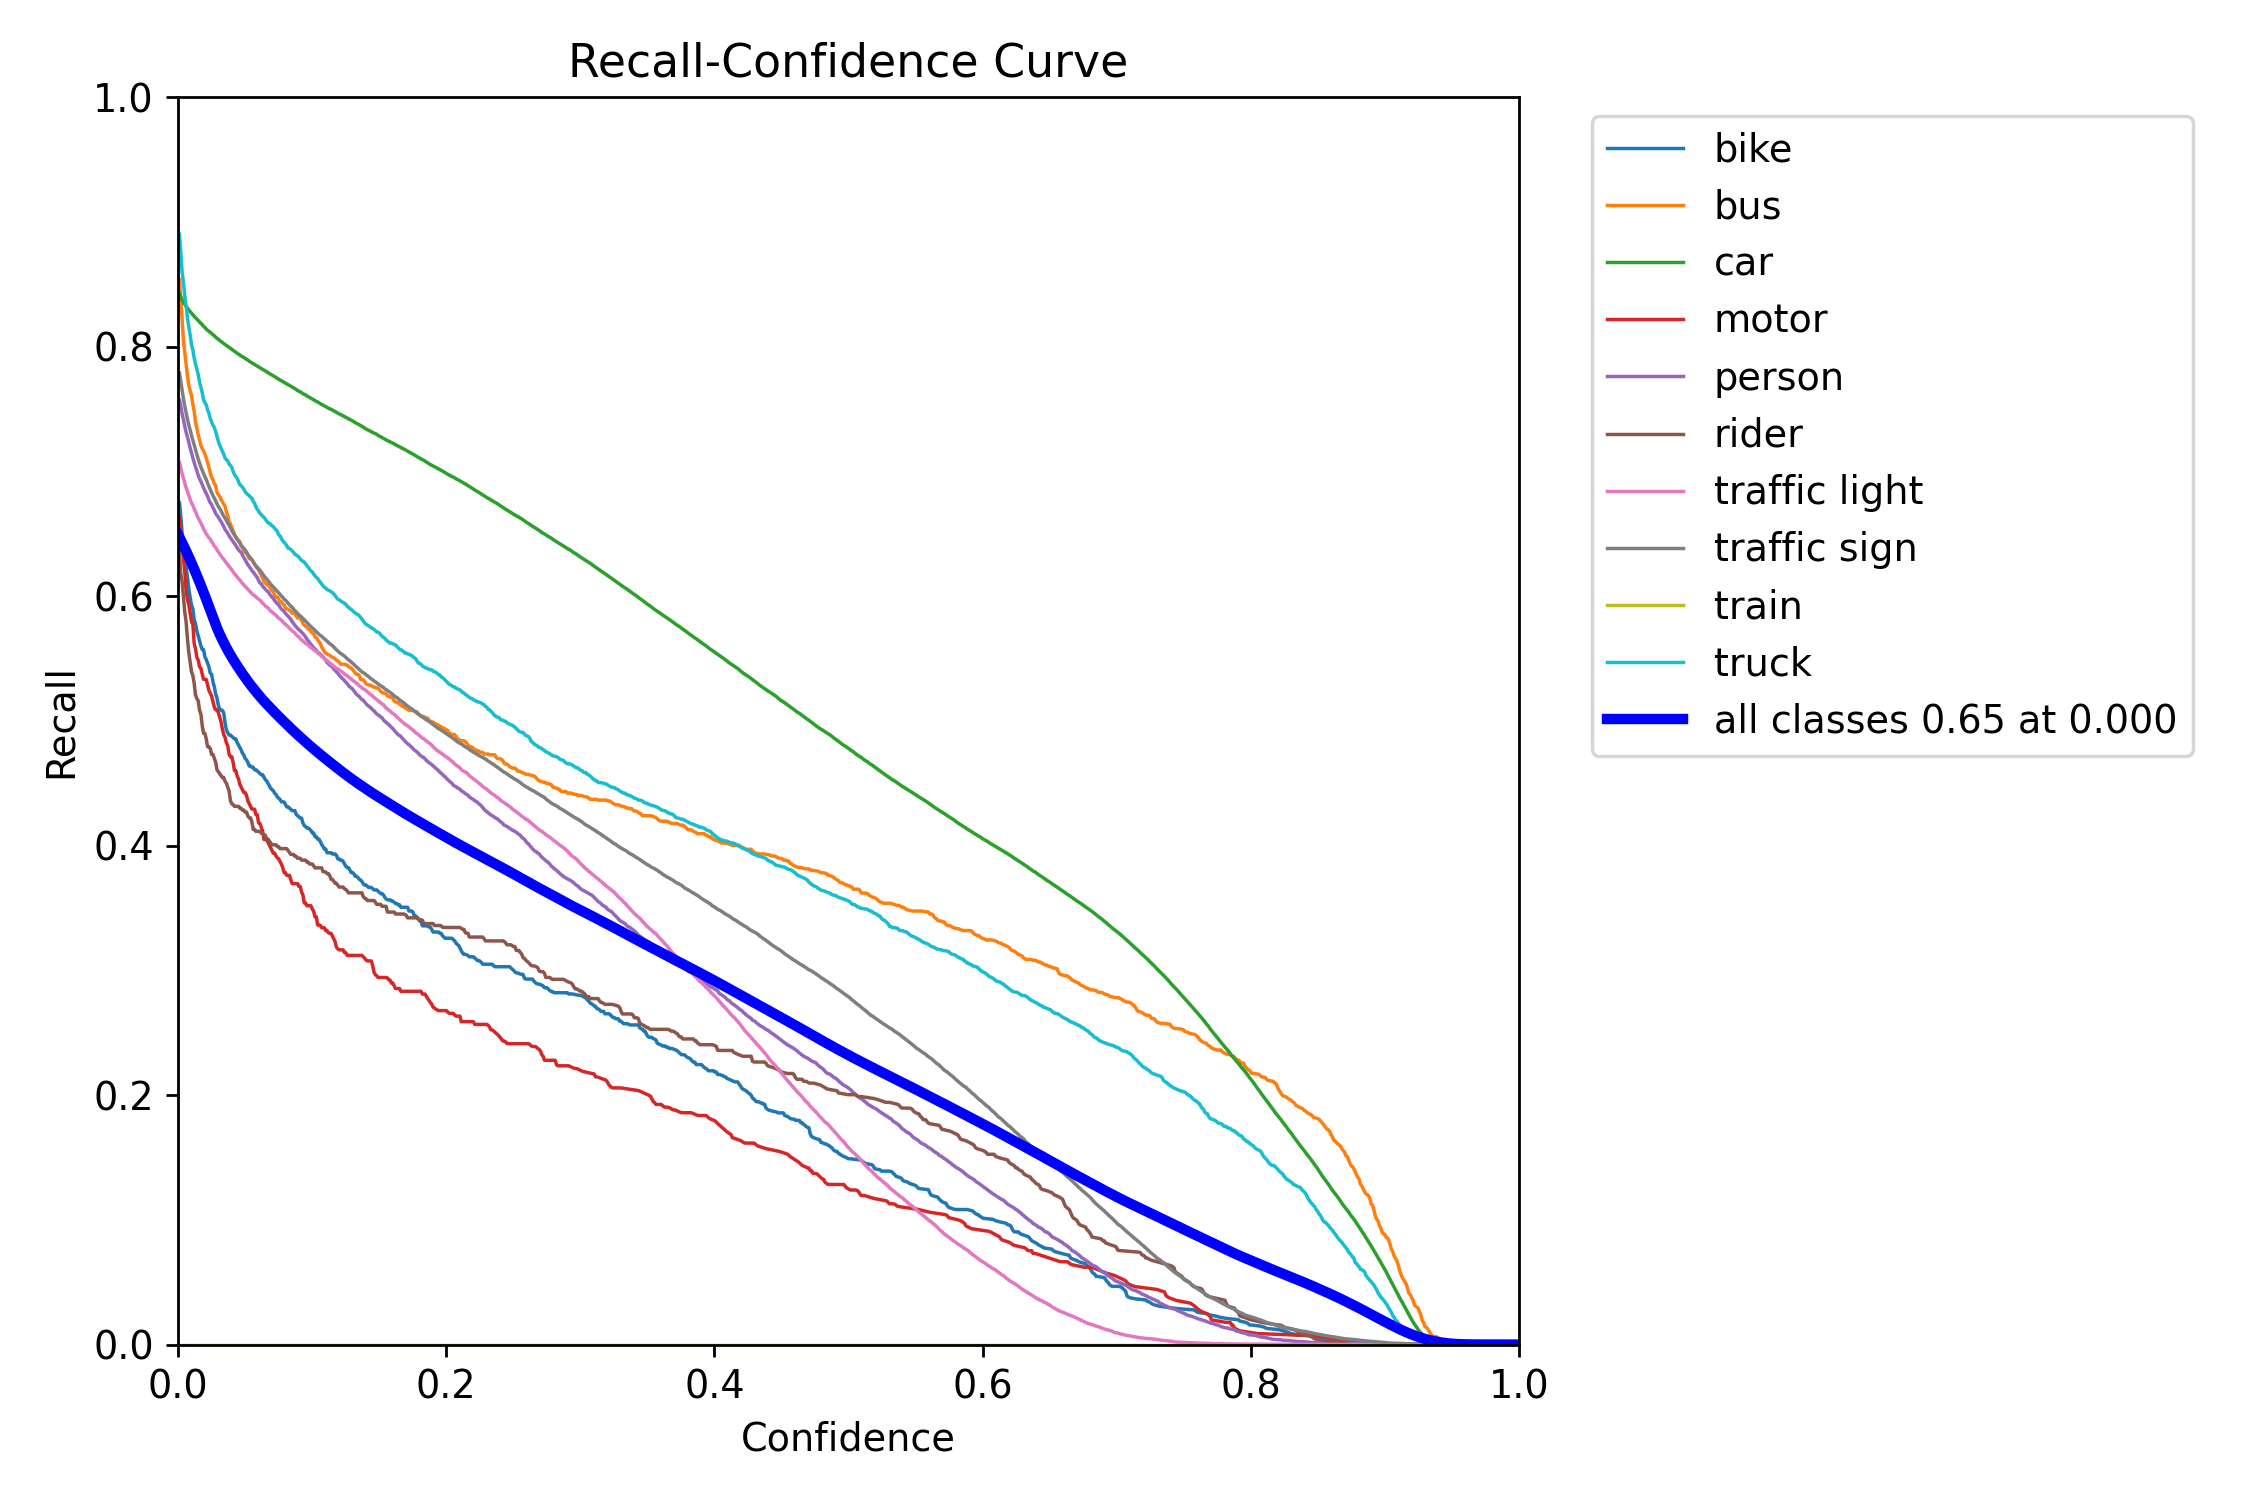 Recall-Confidence Curve
1.0
0.8
0.6
0.4
0.2
0.0
Recall
0.0 0.2 0.4 0.6 0.8 1.0
Confidence
bike
bus
car
motor
person
rider
traffic light
traffic sign
train
truck
all classes 0.65 at 0.000